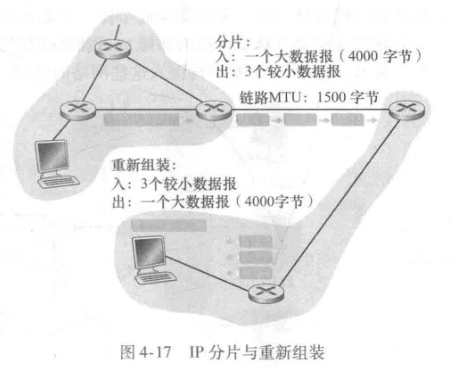 分片：
入：一个大数据报（4000 字节）
出：3个较小数据报
链路MTU：1500 字节
重新组装：
入：3个较小数据报
出：一个大数据报（4000字节）
图 4-17 IP 分片与重新组装